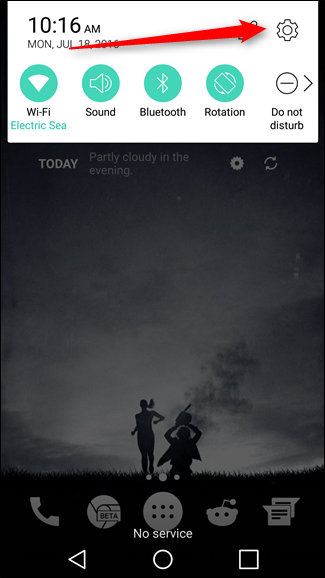 10:16 AM
MON, JUL 18, 2016
Wi-Fi
Electric Sea
Sound
Bluetooth
Rotation
Do not
disturb
TODAY
Partly cloudy in the
evening.
BETA
No service